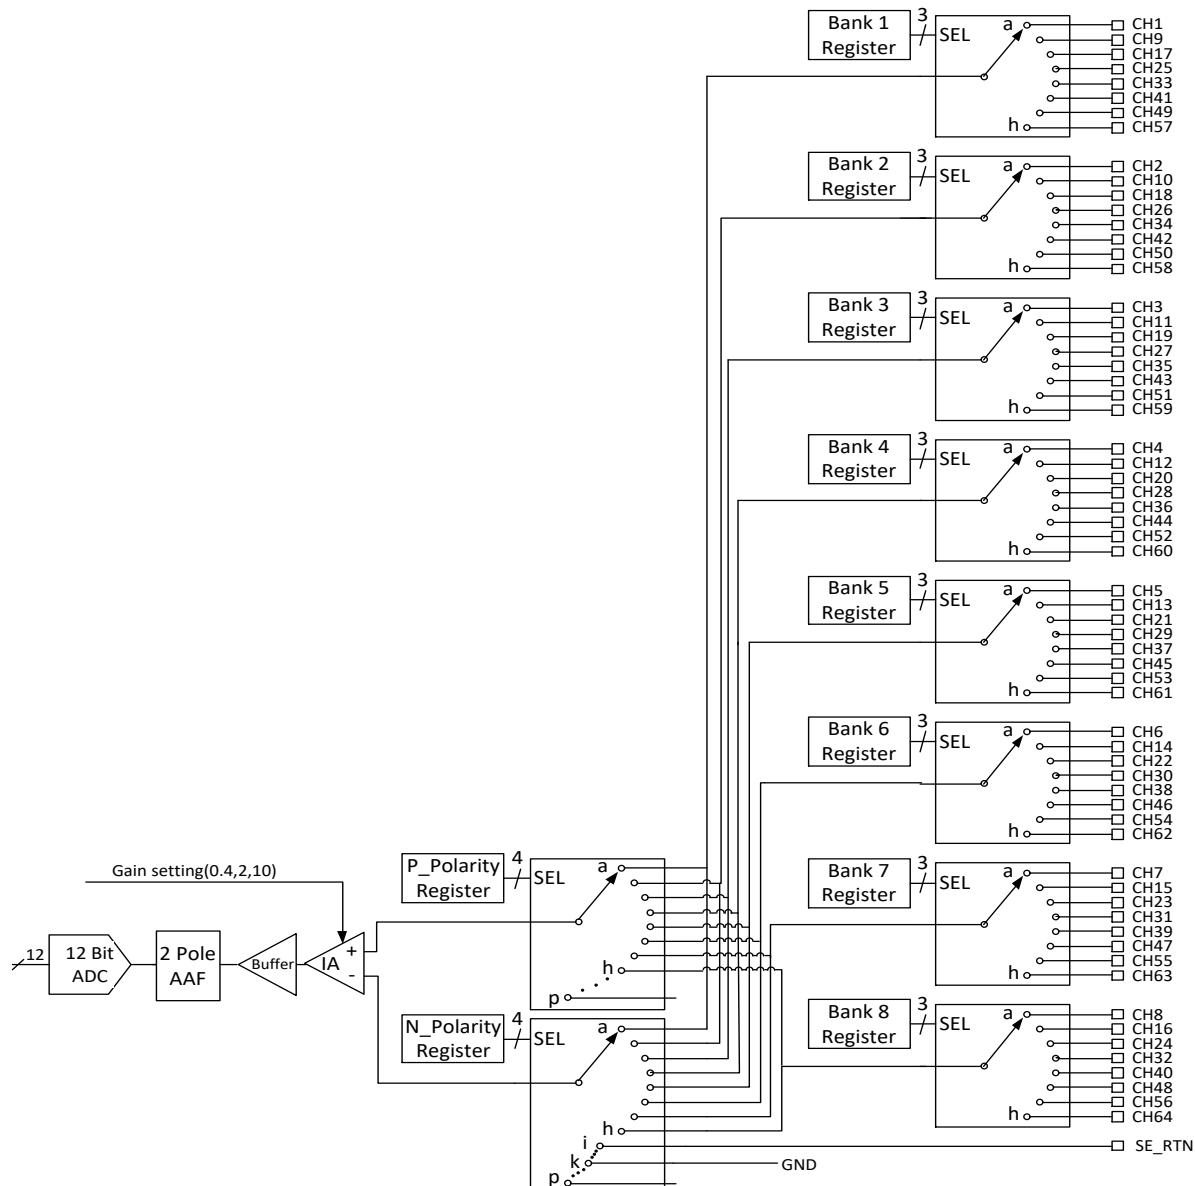 Bank 1
Register
3
SEL
a
h
CH1
CH9
CH17
CH25
CH33
CH41
CH49
CH57
Bank 2
Register
3
SEL
a
h
CH2
CH10
CH18
CH26
CH34
CH42
CH50
CH58
Bank 3
Register
3
SEL
a
h
CH3
CH11
CH19
CH27
CH35
CH43
CH51
CH59
Bank 4
Register
3
SEL
a
h
CH4
CH12
CH20
CH28
CH36
CH44
CH52
CH60
Bank 5
Register
3
SEL
a
h
CH5
CH13
CH21
CH29
CH37
CH45
CH53
CH61
Bank 6
Register
3
SEL
a
h
CH6
CH14
CH22
CH30
CH38
CH46
CH54
CH62
Bank 7
Register
3
SEL
a
h
CH7
CH15
CH23
CH31
CH39
CH47
CH55
CH63
Bank 8
Register
3
SEL
a
h
CH8
CH16
CH24
CH32
CH40
CH48
CH56
CH64
SE_RTN
Gain setting(0.4,2,10)
P_Polarity
Register
4
SEL
a
h
p
12
12 Bit
ADC
2 Pole
AAF
Buffer
IA
+
-
N_Polarity
Register
4
SEL
a
h
i
k
p
GND